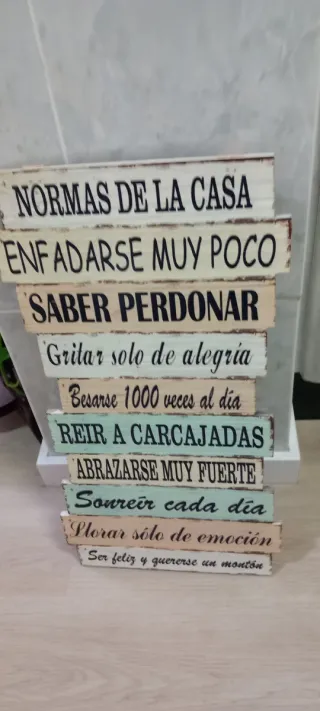 NORMAS DE LA CASA
ENFADARSE MUY POCO
SABER PERDONAR
Gritar solo de alegría
Besarse 1000 veces al día
REIR A CARCAJADAS
ABRAZARSE MUY FUERTE
Sonreír cada día
Llorar sólo de emoción
Ser feliz y quererse un montón